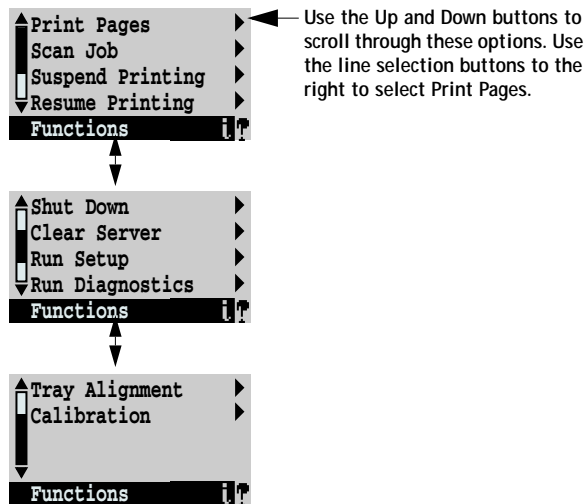 Print Pages
Scan Job
Suspend Printing
Resume Printing
Functions
Use the Up and Down buttons to
scroll through these options. Use
the line selection buttons to the
right to select Print Pages.
Shut Down
Clear Server
Run Setup
Run Diagnostics
Functions
Tray Alignment
Calibration
Functions